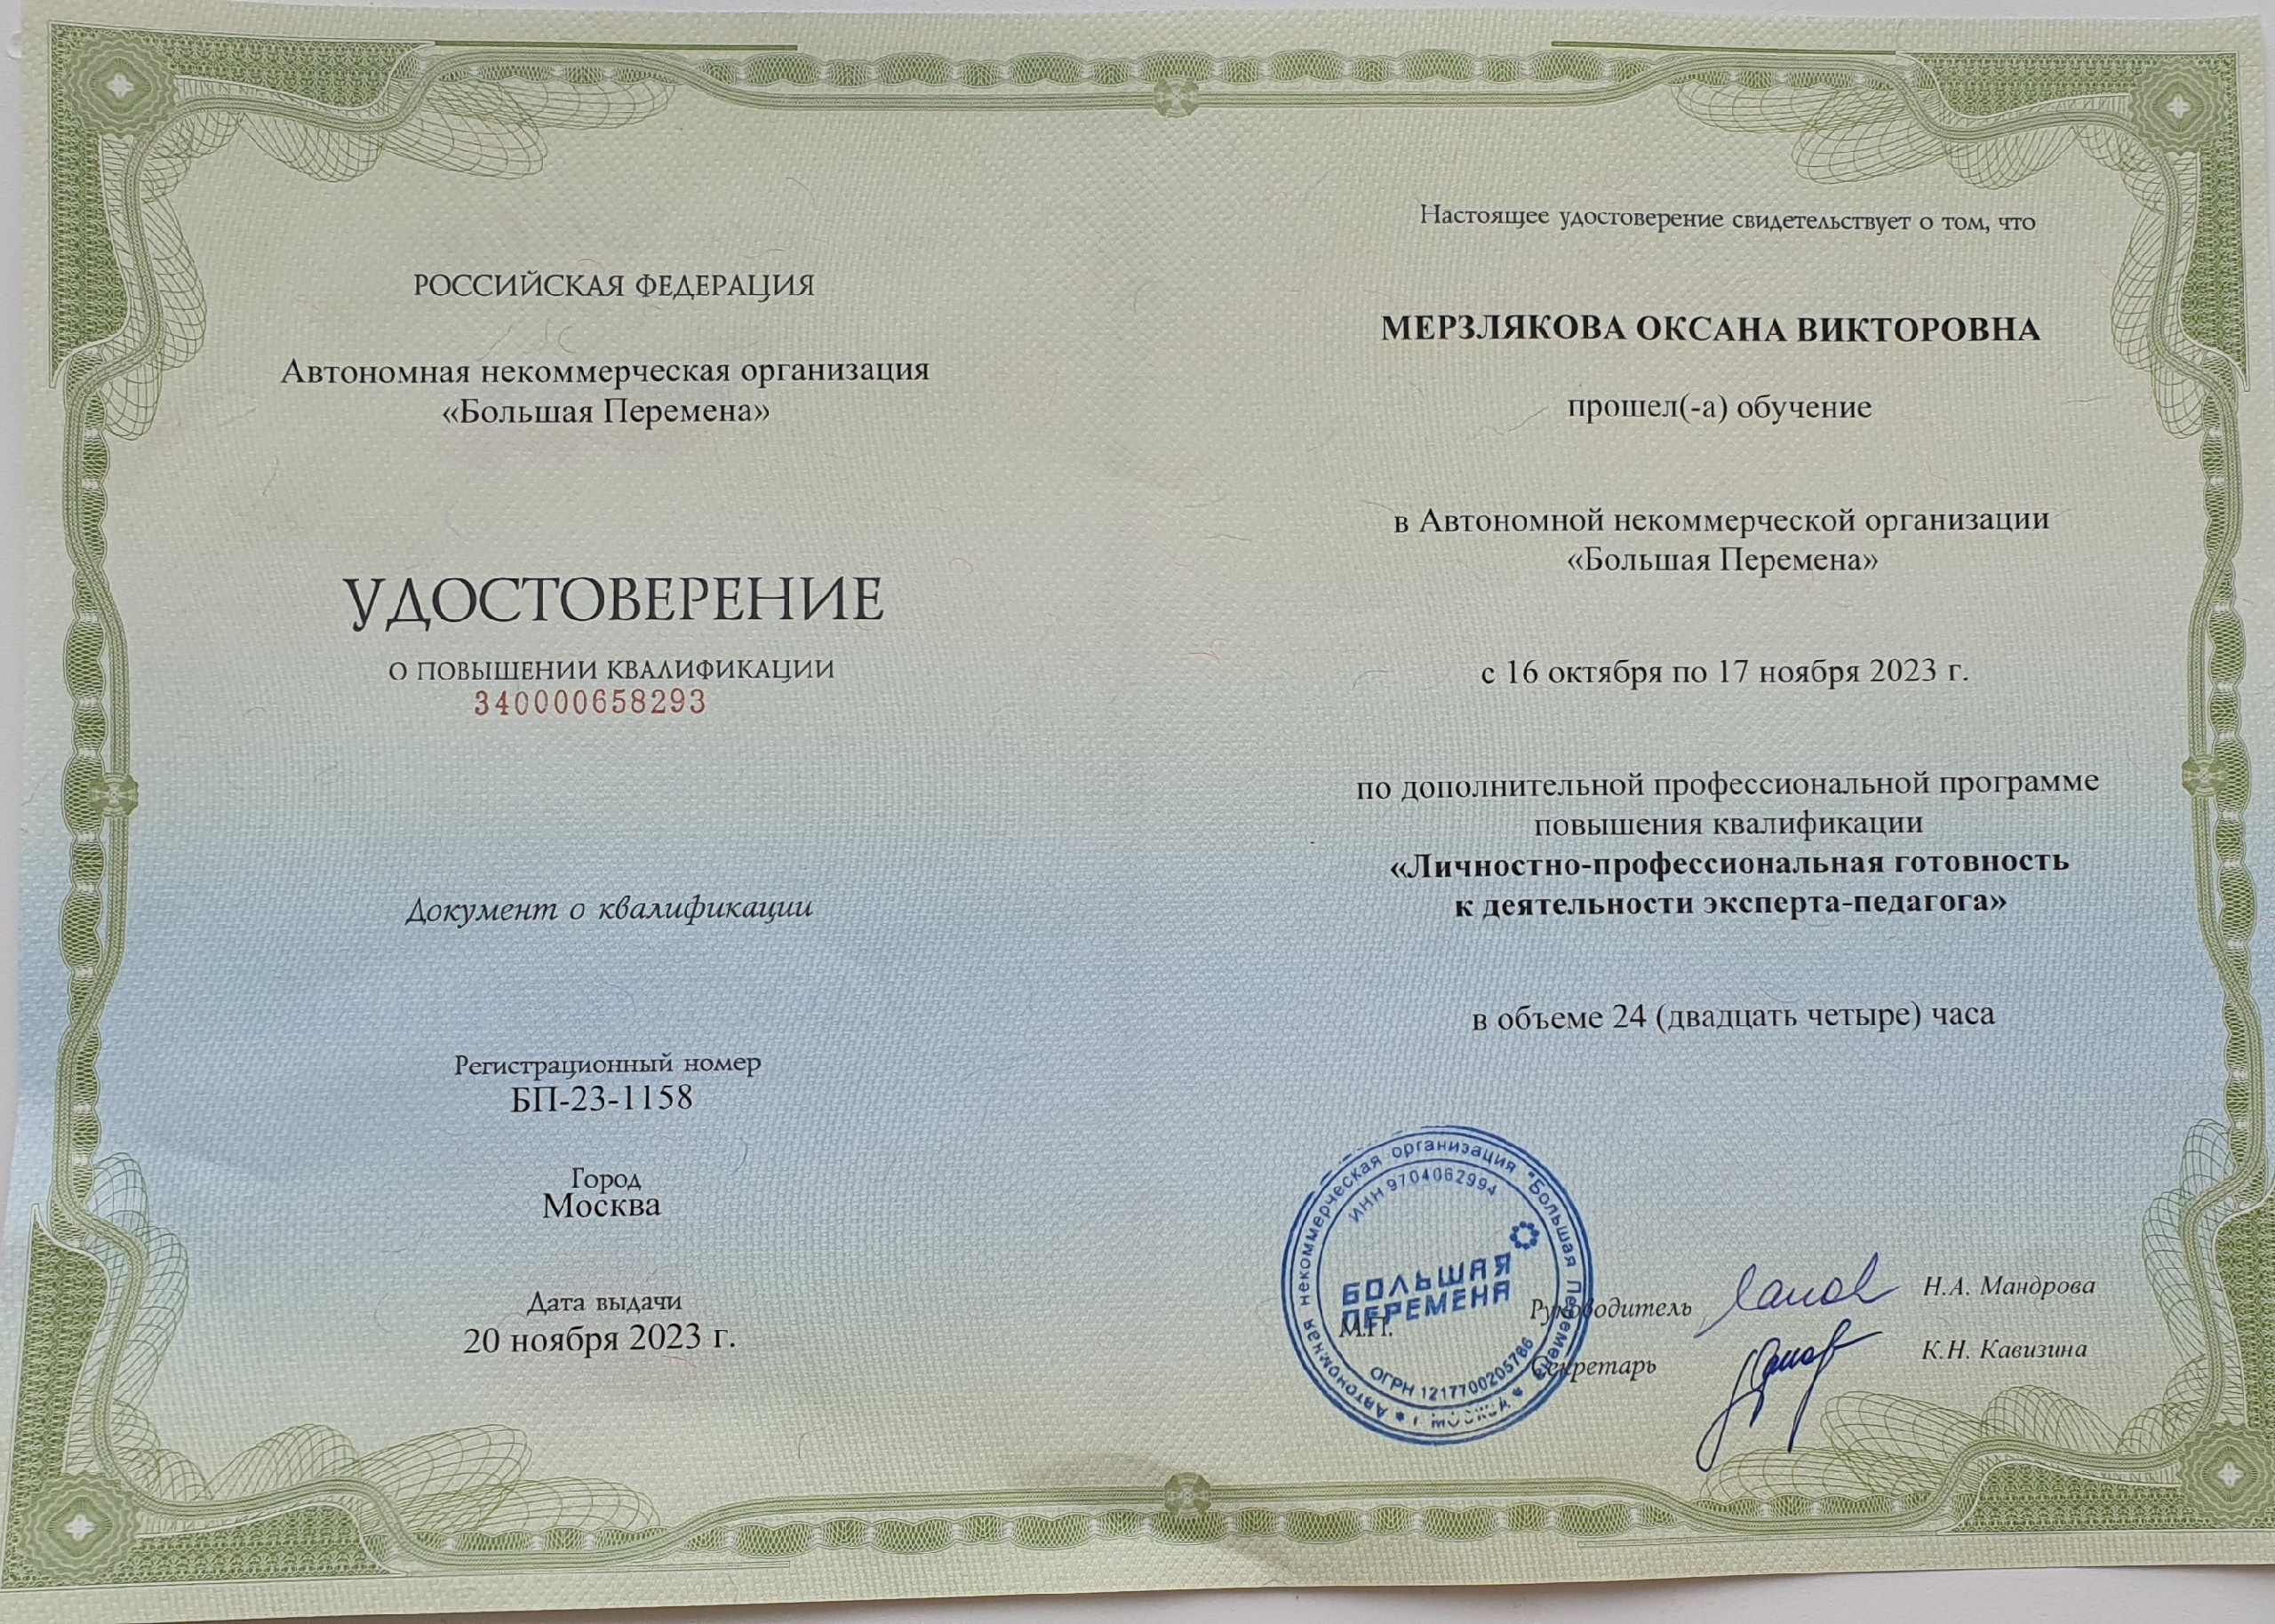 РОССИЙСКАЯ ФЕДЕРАЦИЯ
Автономная некоммерческая организация
«Большая Перемена»
УДОСТОВЕРЕНИЕ
О ПОВЫШЕНИИ КВАЛИФИКАЦИИ
340000658293
Документ о квалификации
Регистрационный номер
БП-23-1158
Город
Москва
Дата выдачи
20 ноября 2023 г.
Настоящее удостоверение свидетельствует о том, что
МЕРЗЛЯКОВА ОКСАНА ВИКТОРОВНА
прошел(-а) обучение
в Автономной некоммерческой организации
«Большая Перемена»
с 16 октября по 17 ноября 2023 г.
по дополнительной профессиональной программе
повышения квалификации
«Личностно-профессиональная готовность
к деятельности эксперта-педагога»
в объеме 24 (двадцать четыре) часа
Автономная некоммерческая организация "Большая Перемена" * г. Москва *
ИНН 9704062994
БОЛЬШАЯ
ПЕРЕМЕНА
ОГРН 1217700205786
М.П.
Руководитель
Н.А. Мандрова
Секретарь
К.Н. Кавизина